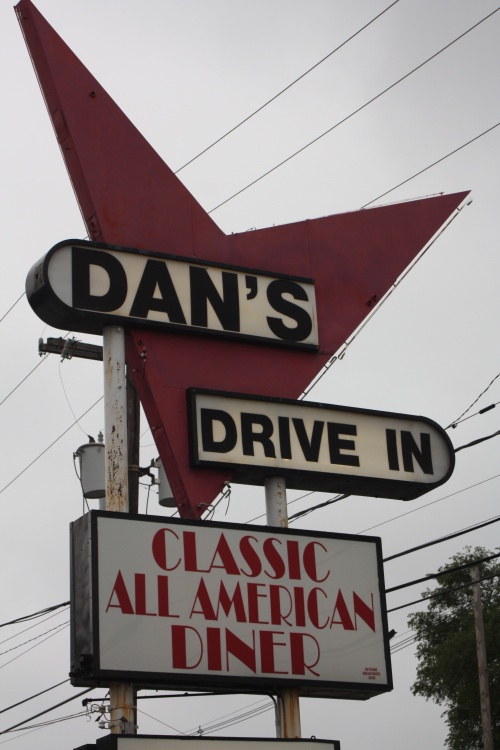 DAN'S
DRIVE IN
CLASSIC
ALL AMERICAN
DINER